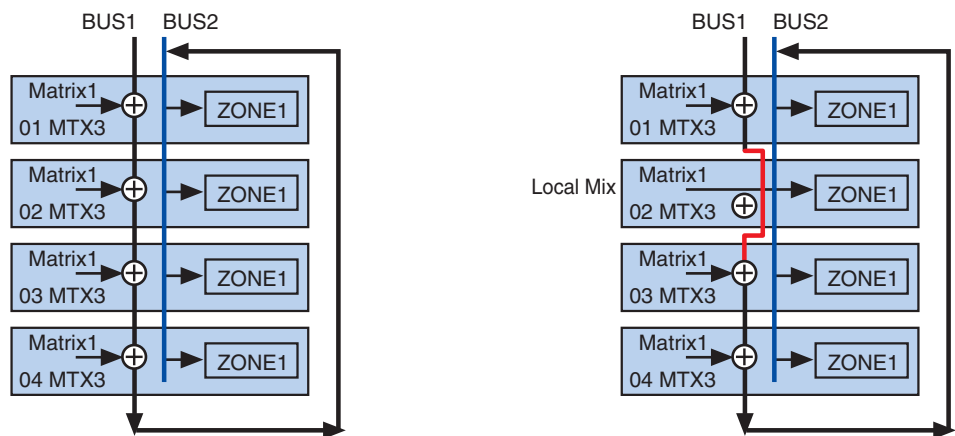 BUS1 BUS2
Matrix1
01 MTX3
ZONE1
Matrix1
02 MTX3
ZONE1
Matrix1
03 MTX3
ZONE1
Matrix1
04 MTX3
ZONE1
BUS1 BUS2
Matrix1
01 MTX3
ZONE1
Local Mix
Matrix1
02 MTX3
ZONE1
Matrix1
03 MTX3
ZONE1
Matrix1
04 MTX3
ZONE1